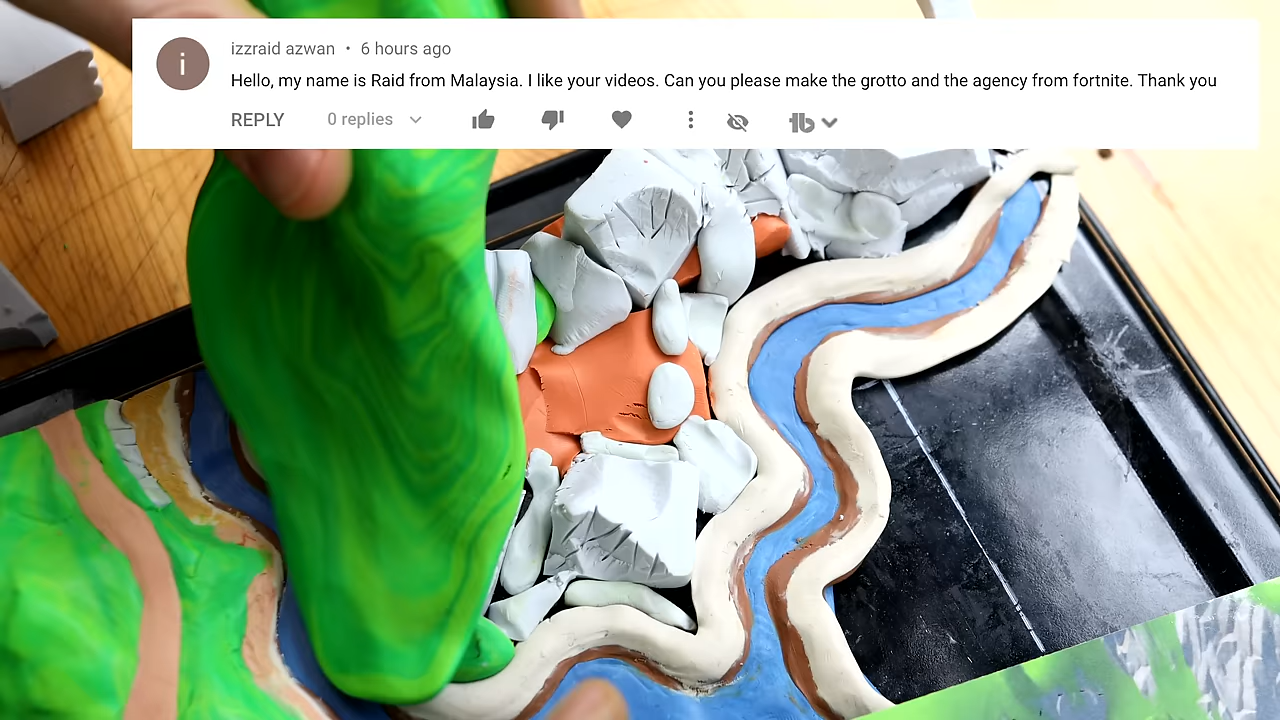 i
izzraid azwan • 6 hours ago
Hello, my name is Raid from Malaysia. I like your videos. Can you please make the grotto and the agency from fortnite. Thank you
REPLY 0 replies